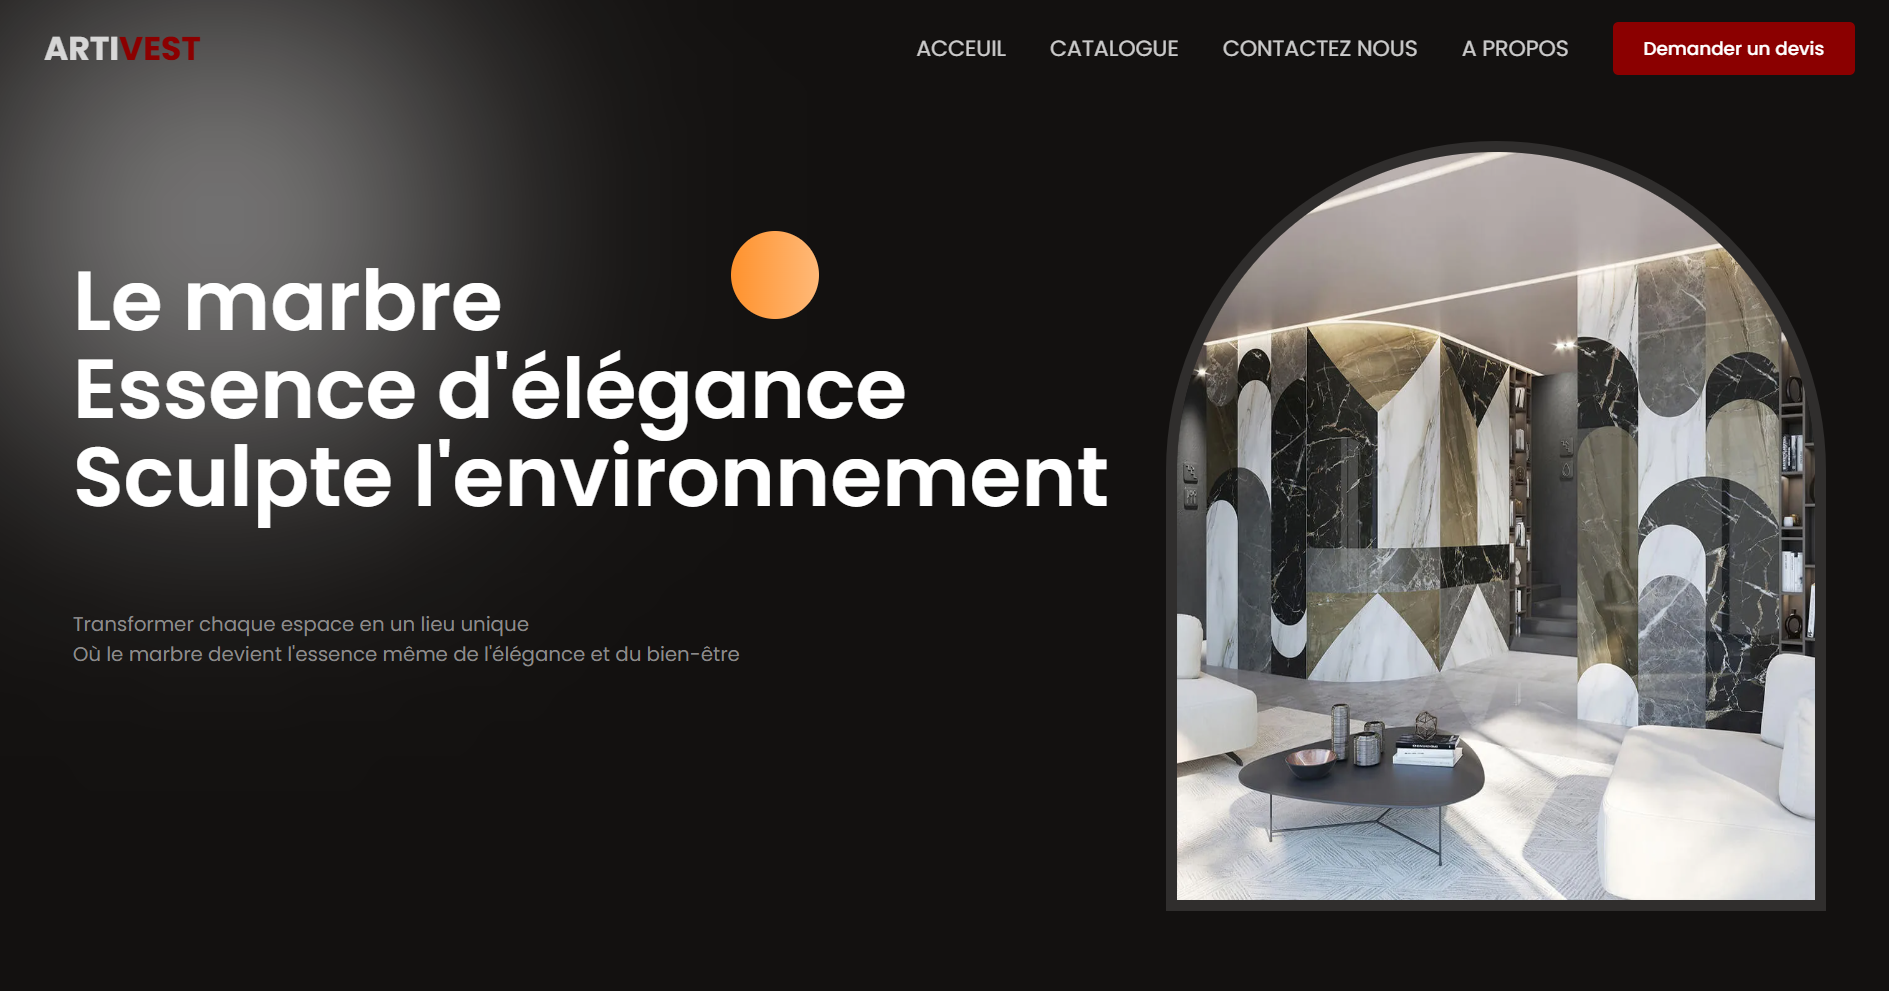 ARTIVEST
ACCEUIL
CATALOGUE
CONTACTEZ NOUS
A PROPOS
Demander un devis
Le marbre
Essence d'élégance
Sculpte l'environnement
Transformer chaque espace en un lieu unique
Où le marbre devient l'essence même de l'élégance et du bien-être